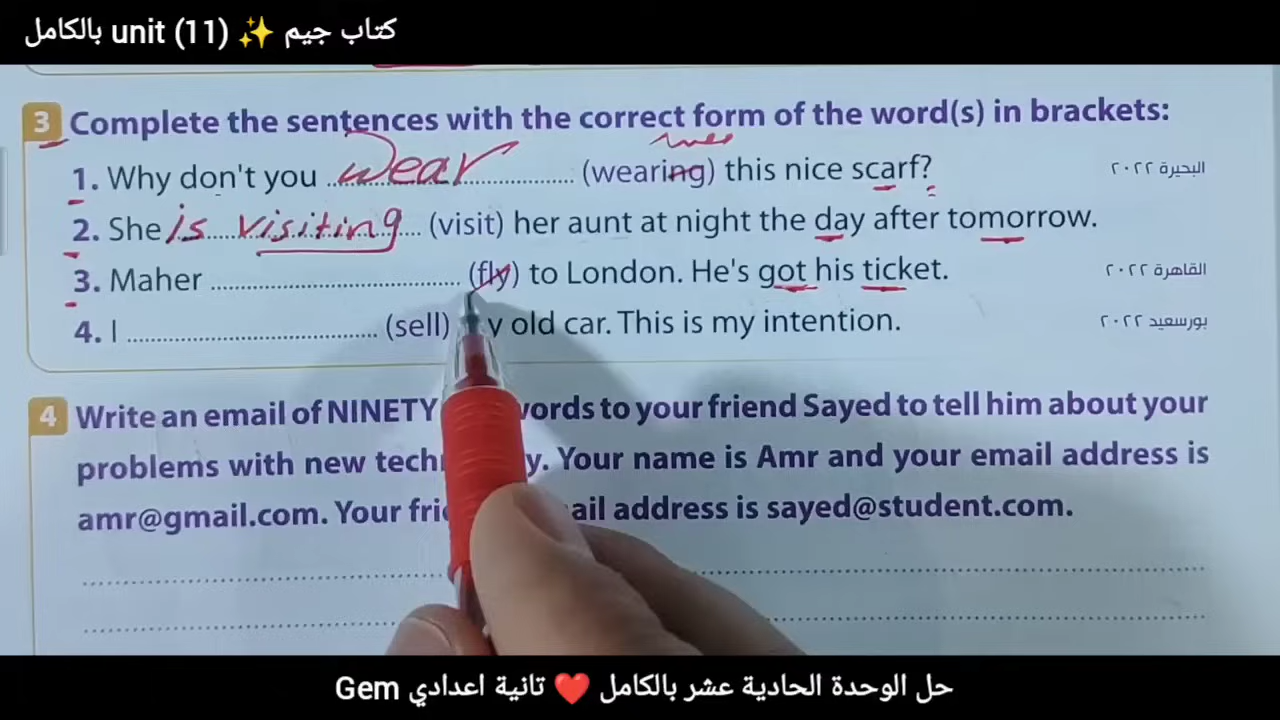 كتاب جيم ✨ unit (11) بالكامل
3 Complete the sentences with the correct form of the word(s) in brackets:
1. Why don't you wear (wearing) this nice scarf? البحيرة ٢٠٢٢
2. She is visiting (visit) her aunt at night the day after tomorrow.
3. Maher ........................................ (fly) to London. He's got his ticket. القاهرة ٢٠٢٢
4. I ........................................ (sell) y old car. This is my intention. بورسعيد ٢٠٢٢
4 Write an email of NINETY words to your friend Sayed to tell him about your
problems with new tech y. Your name is Amr and your email address is
amr@gmail.com. Your frie ail address is sayed@student.com.
حل الوحدة الحادية عشر بالكامل ❤️ تانية اعدادي Gem